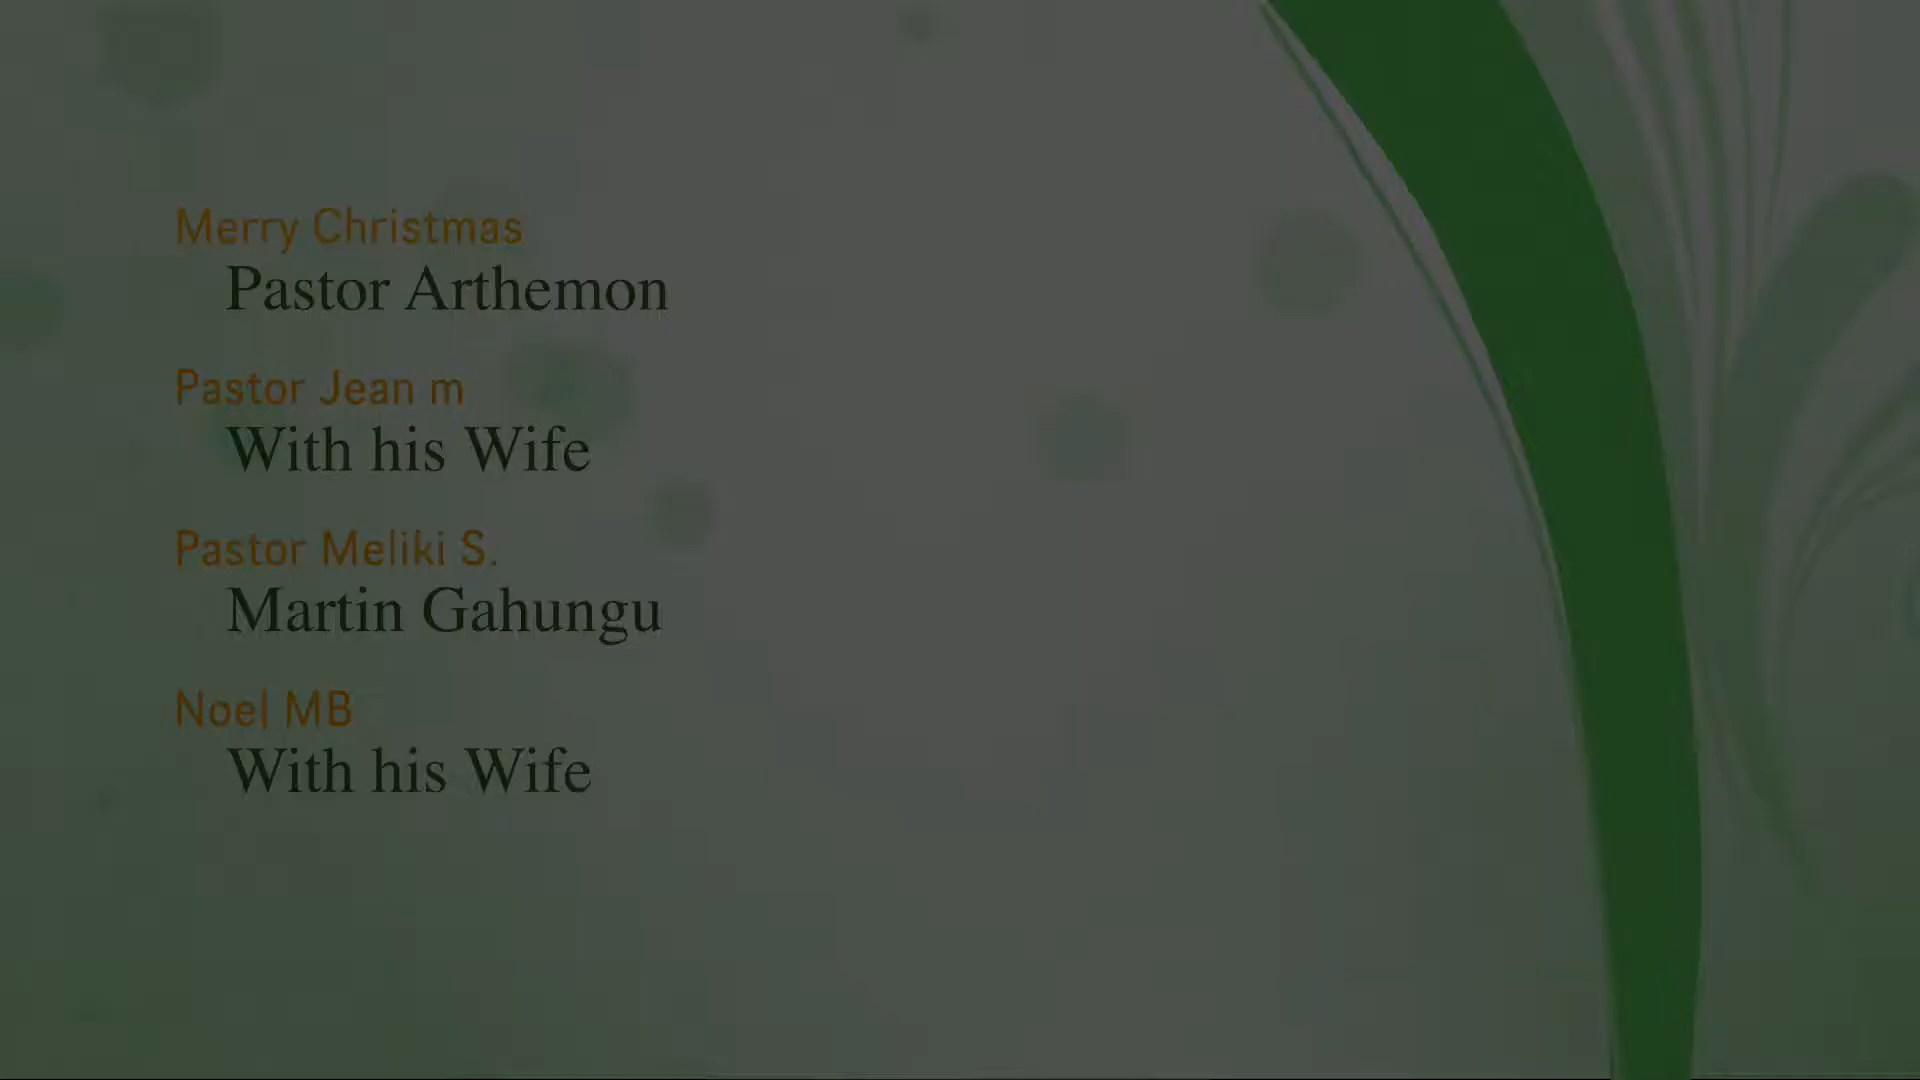 Merry Christmas
Pastor Arthemon
Pastor Jean m
With his Wife
Pastor Meliki S.
Martin Gahungu
Noel MB
With his Wife